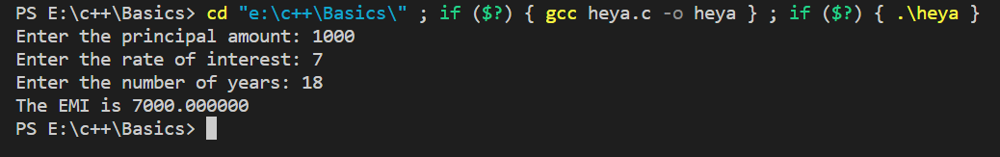 PS E:\c++\Basics> cd "e:\c++\Basics\" ; if ($?) { gcc heya.c -o heya } ; if ($?) { .\heya }
Enter the principal amount: 1000
Enter the rate of interest: 7
Enter the number of years: 18
The EMI is 7000.000000
PS E:\c++\Basics>